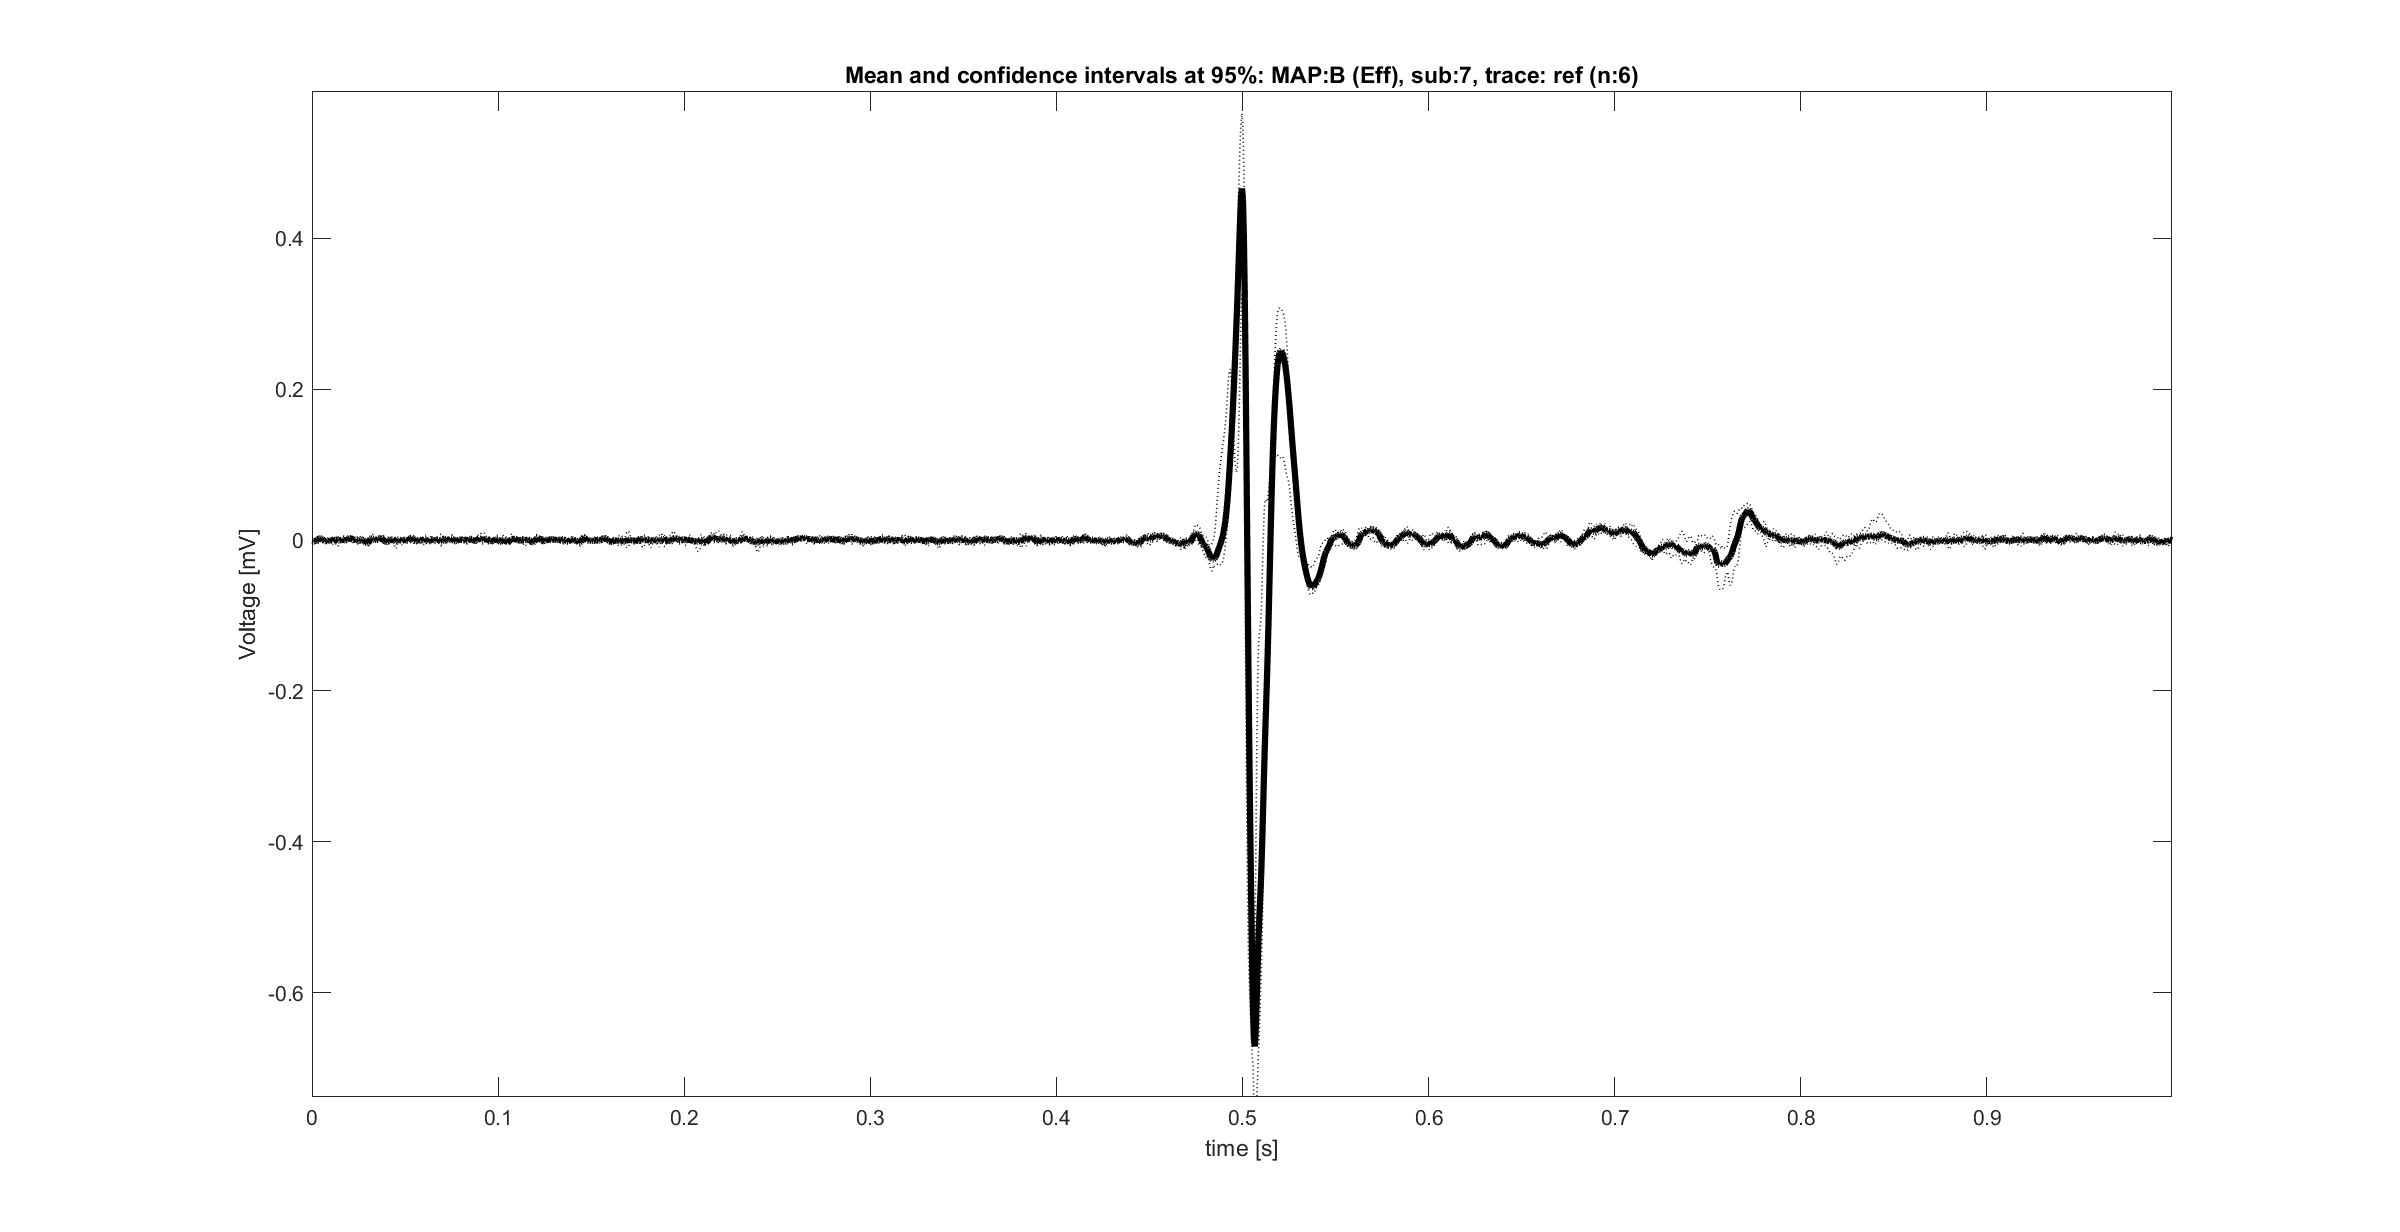 Mean and confidence intervals at 95%: MAP:B (Eff), sub:7, trace: ref (n:6)
0.4
0.2
0
-0.2
-0.4
-0.6
Voltage [mV]
0 0.1 0.2 0.3 0.4 0.5 0.6 0.7 0.8 0.9
time [s]